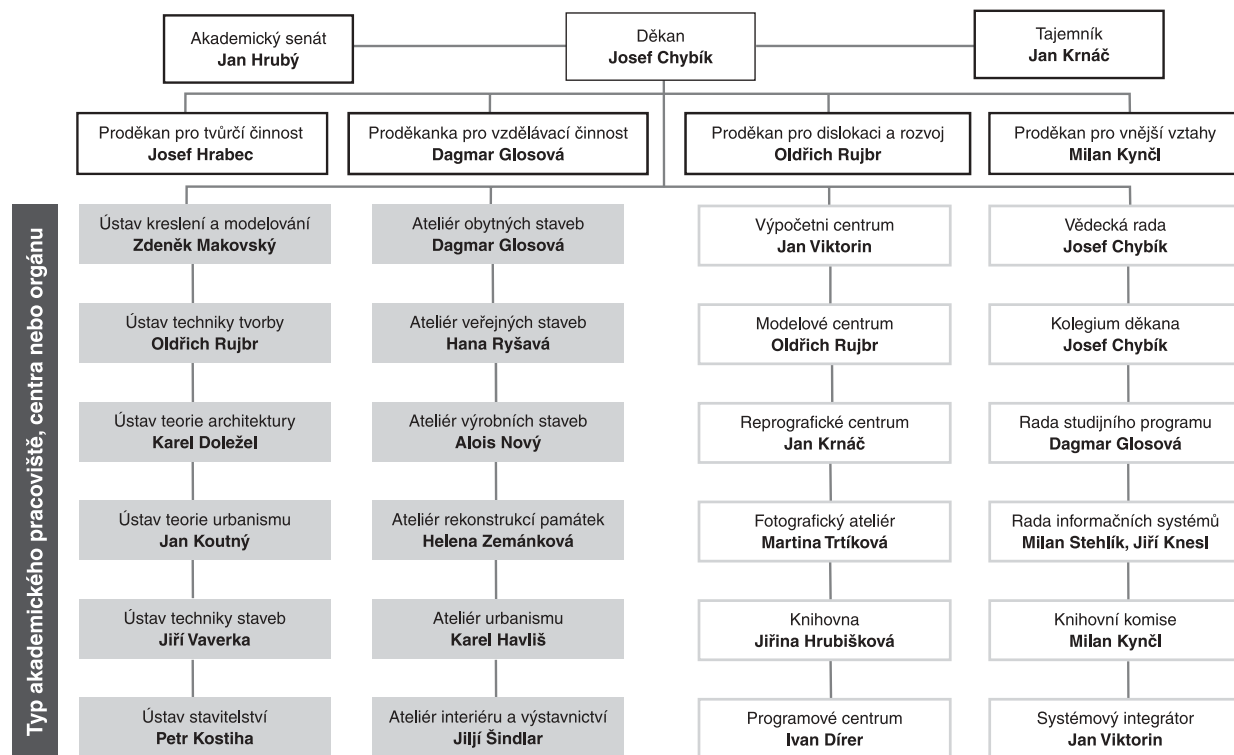 Akademický senát
Jan Hrubý
Děkan
Josef Chybík
Tajemník
Jan Krnáč
Proděkan pro tvůrčí činnost
Josef Hrabec
Proděkanka pro vzdělávací činnost
Dagmar Glosová
Proděkan pro dislokaci a rozvoj
Oldřich Rujbr
Proděkan pro vnější vztahy
Milan Kynčl
Typ akademického pracoviště, centra nebo orgánu
Ústav kreslení a modelování
Zdeněk Makovský
Ateliér obytných staveb
Dagmar Glosová
Výpočetni centrum
Jan Viktorin
Vědecká rada
Josef Chybík
Ústav techniky tvorby
Oldřich Rujbr
Ateliér veřejných staveb
Hana Ryšavá
Modelové centrum
Oldřich Rujbr
Kolegium děkana
Josef Chybík
Ústav teorie architektury
Karel Doležel
Ateliér výrobních staveb
Alois Nový
Reprografické centrum
Jan Krnáč
Rada studijního programu
Dagmar Glosová
Ústav teorie urbanismu
Jan Koutný
Ateliér rekonstrukcí památek
Helena Zemánková
Fotografický ateliér
Martina Trtíková
Rada informačních systémů
Milan Stehlík, Jiří Knesl
Ústav techniky staveb
Jiří Vaverka
Ateliér urbanismu
Karel Havliš
Knihovna
Jiřina Hrubišková
Knihovní komise
Milan Kynčl
Ústav stavitelství
Petr Kostiha
Ateliér interiéru a výstavnictví
Jiljí Šindlar
Programové centrum
Ivan Dírer
Systémový integrátor
Jan Viktorin